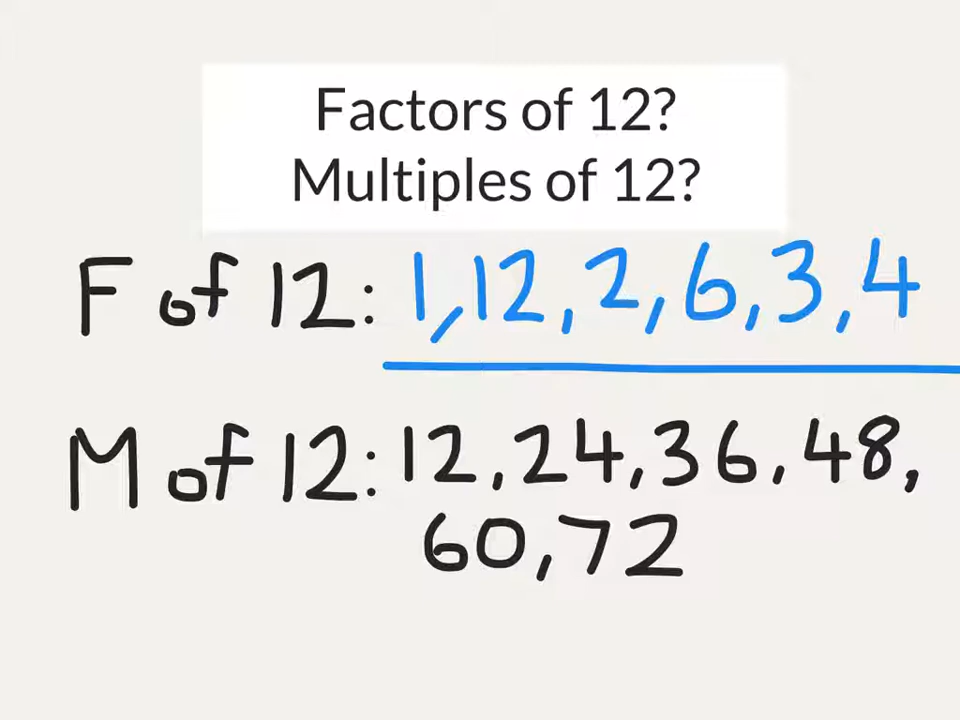 Factors of 12?
Multiples of 12?
F of 12: 1, 12, 2, 6, 3, 4
M of 12: 12, 24, 36, 48,
60, 72